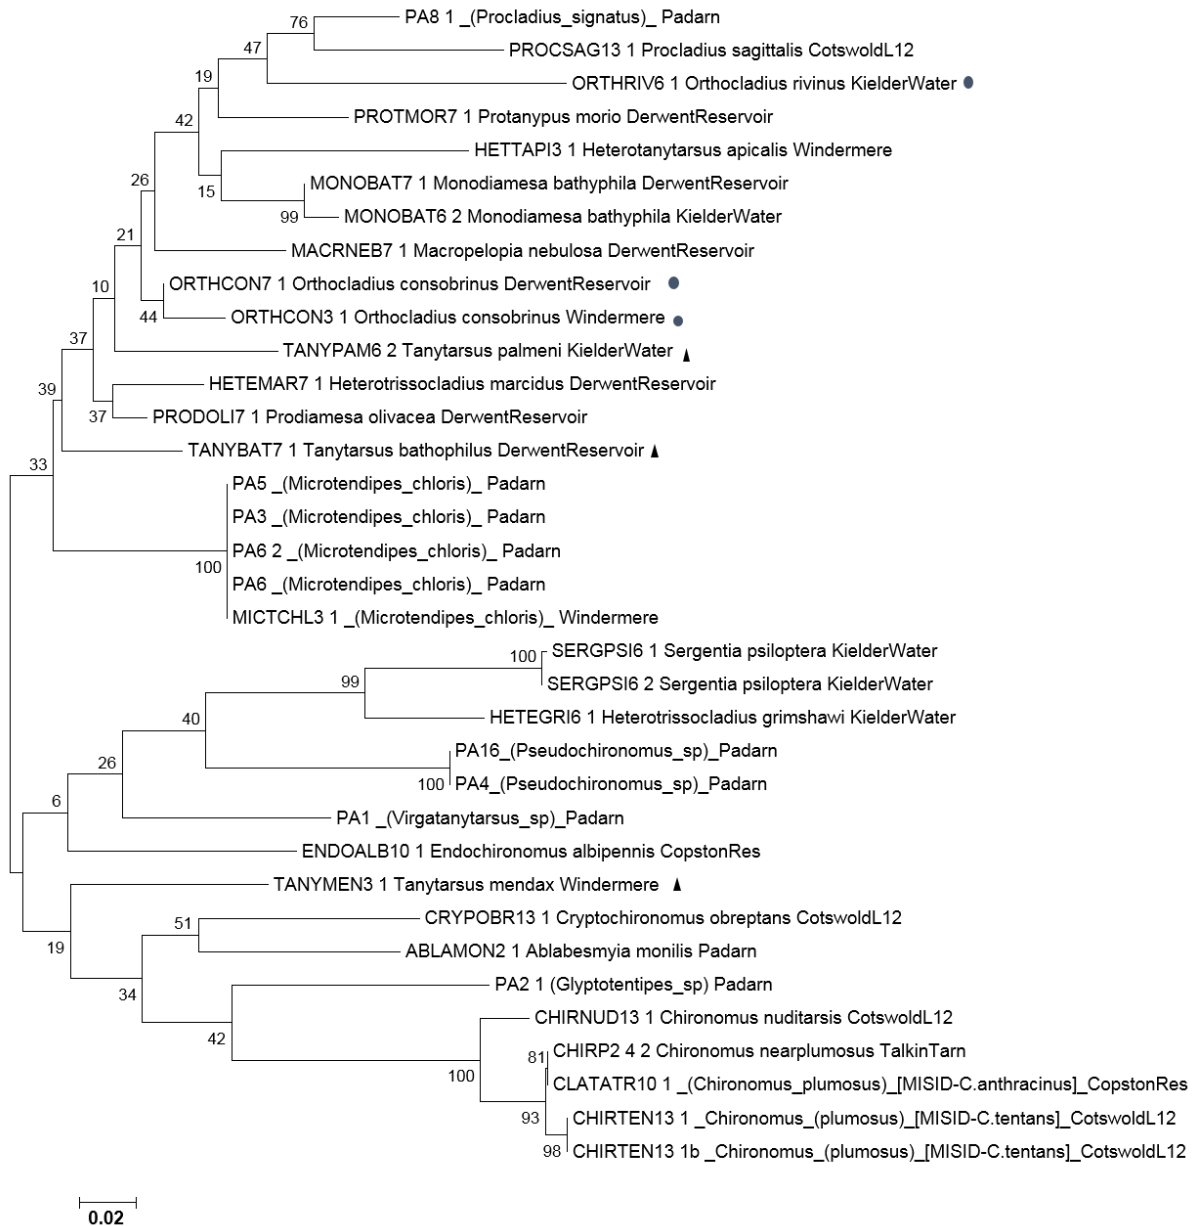 PA8 1 _(Procladius_signatus)_ Padarn
76
PROCSAG13 1 Procladius sagittalis CotswoldL12
47
ORTHRIV6 1 Orthocladius rivinus KielderWater
19
PROTMOR7 1 Protanypus morio DerwentReservoir
42
HETTAPI3 1 Heterotanytarsus apicalis Windermere
15
MONOBAT7 1 Monodiamesa bathyphila DerwentReservoir
26
99
MONOBAT6 2 Monodiamesa bathyphila KielderWater
21
MACRNEB7 1 Macropelopia nebulosa DerwentReservoir
10
ORTHCON7 1 Orthocladius consobrinus DerwentReservoir
44
ORTHCON3 1 Orthocladius consobrinus Windermere
37
TANYPAM6 2 Tanytarsus palmeni KielderWater
39
HETEMAR7 1 Heterotrissocladius marcidus DerwentReservoir
37
PRODOLI7 1 Prodiamesa olivacea DerwentReservoir
TANYBAT7 1 Tanytarsus bathophilus DerwentReservoir
33
PA5 _(Microtendipes_chloris)_ Padarn
PA3 _(Microtendipes_chloris)_ Padarn
PA6 2 _(Microtendipes_chloris)_ Padarn
100
PA6 _(Microtendipes_chloris)_ Padarn
MICTCHL3 1 _(Microtendipes_chloris)_ Windermere
100
SERGPSI6 1 Sergentia psiloptera KielderWater
99
SERGPSI6 2 Sergentia psiloptera KielderWater
40
HETEGRI6 1 Heterotrissocladius grimshawi KielderWater
26
PA16_(Pseudochironomus_sp)_Padarn
100
PA4_(Pseudochironomus_sp)_Padarn
6
PA1 _(Virgatanytarsus_sp)_Padarn
ENDOALB10 1 Endochironomus albipennis CopstonRes
TANYMEN3 1 Tanytarsus mendax Windermere
19
51
CRYPOBR13 1 Cryptochironomus obreptans CotswoldL12
ABLAMON2 1 Ablabesmyia monilis Padarn
34
PA2 1 (Glyptotentipes_sp) Padarn
42
CHIRNUD13 1 Chironomus nuditarsis CotswoldL12
81
CHIRP2 4 2 Chironomus nearplumosus TalkinTarn
100
CLATATR10 1 _(Chironomus_plumosus)_[MISID-C.anthracinus]_CopstonRes
93
CHIRTEN13 1 _Chironomus_(plumosus)_[MISID-C.tentans]_CotswoldL12
98
CHIRTEN13 1b _Chironomus_(plumosus)_[MISID-C.tentans]_CotswoldL12
0.02